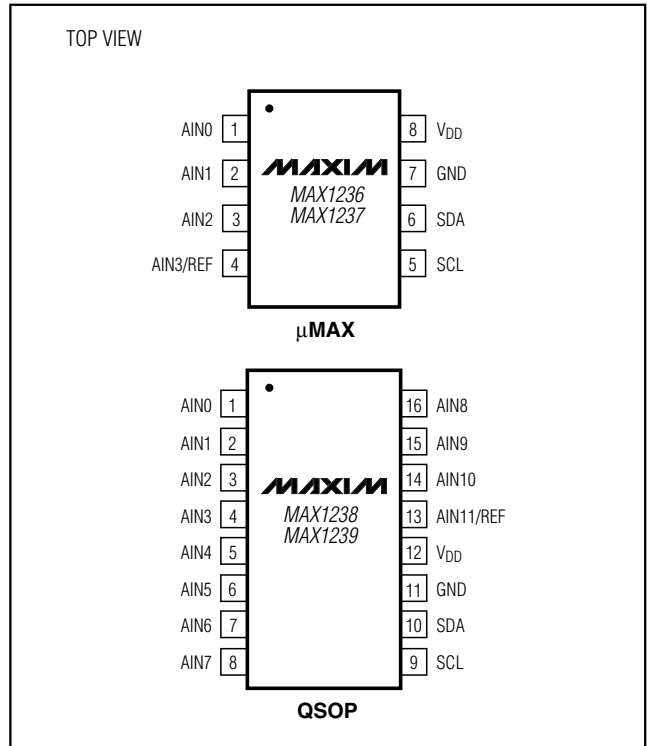 TOP VIEW
AIN0 1
8 VDD
AIN1 2
7 GND
AIN2 3
6 SDA
AIN3/REF 4
5 SCL
MAXIM
MAX1236
MAX1237
µMAX
AIN0 1
16 AIN8
AIN1 2
15 AIN9
AIN2 3
14 AIN10
AIN3 4
13 AIN11/REF
AIN4 5
12 VDD
AIN5 6
11 GND
AIN6 7
10 SDA
AIN7 8
9 SCL
MAXIM
MAX1238
MAX1239
QSOP